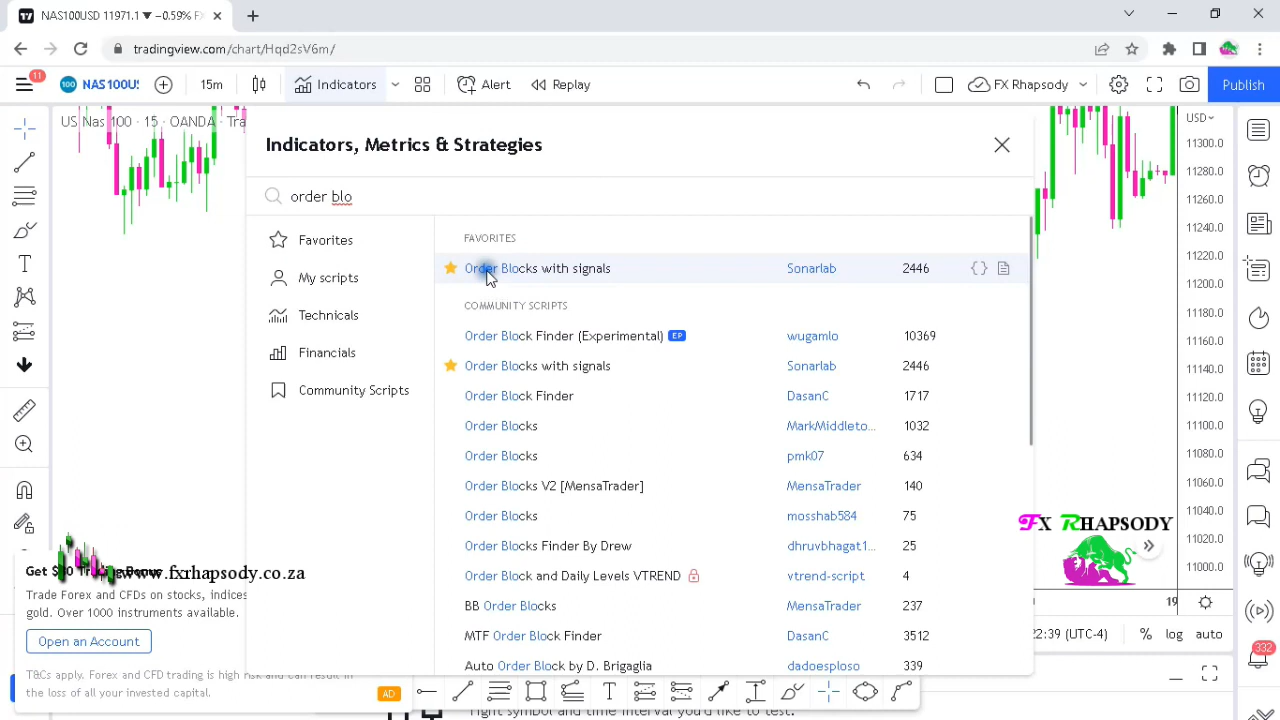 NAS100USD 11971.1 ▼ −0.59% FX
tradingview.com/chart/Hqd2sV6m/
11
100 NAS100U: 15m Indicators Alert Replay FX Rhapsody Publish
US Nas 100 · 15 · OANDA · Tra
USD
Indicators, Metrics & Strategies
order blo
Favorites
My scripts
Technicals
Financials
Community Scripts
FAVORITES
Order Blocks with signals Sonarlab 2446
COMMUNITY SCRIPTS
Order Block Finder (Experimental) EP wugamlo 10369
Order Blocks with signals Sonarlab 2446
Order Block Finder DasanC 1717
Order Blocks MarkMiddleto... 1032
Order Blocks pmk07 634
Order Blocks V2 [MensaTrader] MensaTrader 140
Order Blocks mosshab584 75
Order Blocks Finder By Drew dhruvbhagat1... 25
Order Block and Daily Levels VTREND vtrend-script 4
BB Order Blocks MensaTrader 237
MTF Order Block Finder DasanC 3512
Auto Order Block by D. Brigaglia dadoesploso 339
11300.0
11280.0
11260.0
11240.0
11220.0
11200.0
11180.0
11160.0
11140.0
11120.0
11100.0
11080.0
11060.0
11040.0
11020.0
11000.0
FX RHAPSODY
www.fxrhapsody.co.za
Trade Forex and CFDs on stocks, indices
gold. Over 1000 instruments available.
Open an Account
T&Cs apply. Forex and CFD trading is high risk and can result in
the loss of all your invested capital.
AD
19
22:39 (UTC-4) % log auto
332
right symbol and time interval you'd like to test.